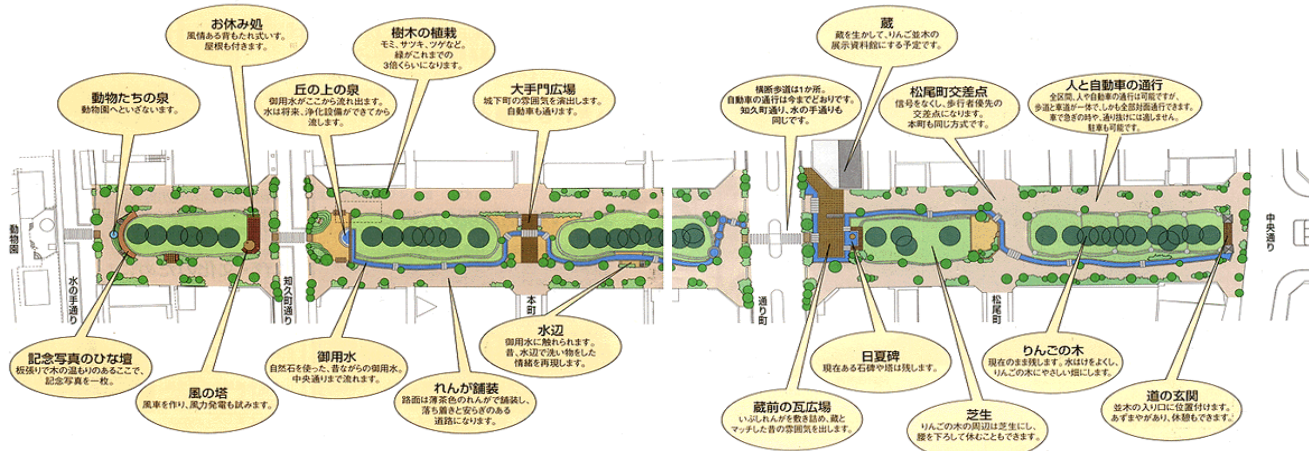 お休み処
風情ある背もたれ式いす。
屋根も付きます。
樹木の植栽
モミ、サツキ、ツゲなど。
緑がこれまでの
3倍くらいになります。
動物たちの泉
動物園へといざないます。
丘の上の泉
御用水がここから流れ出ます。
水は将来、浄化設備ができてから
流します。
大手門広場
城下町の雰囲気を演出します。
自動車も通ります。
蔵
蔵を生かして、りんご並木の
展示資料館にする予定です。
横断歩道は1か所。
自動車の通行は今までどおりです。
知久町通り、水の手通りも
同じです。
松尾町交差点
信号をなくし、歩行者優先の
交差点になります。
本町も同じ方式です。
人と自動車の通行
全区間、人や自動車の通行は可能ですが、
歩道と車道が一体で、しかも全部対面通行できます。
車で急ぎの時や、通り抜けには適しません。
駐車も可能です。
動物園
水の手通り
知久町通り
本町
通り町
松尾町
中央通り
記念写真のひな壇
板張りで木の温もりのあるここで、
記念写真を一枚。
風の塔
風車を作り、風力発電も試みます。
御用水
自然石を使った、昔ながらの御用水。
中央通りまで流れます。
れんが舗装
路面は薄茶色のれんがで舗装し、
落ち着きと安らぎのある
道路になります。
水辺
御用水に触れられます。
昔、水辺で洗い物をした
情緒を再現します。
蔵前の瓦広場
いぶしれんがを敷き詰め、蔵と
マッチした昔の雰囲気を出します。
日夏碑
現在ある石碑や塔は残します。
芝生
りんごの木の周辺は芝生にし、
腰を下ろして休むこともできます。
りんごの木
現在のまま残します。水はけをよくし、
りんごの木にやさしい畑にします。
道の玄関
並木の入り口に位置付けます。
あずまやがあり、休憩もできます。